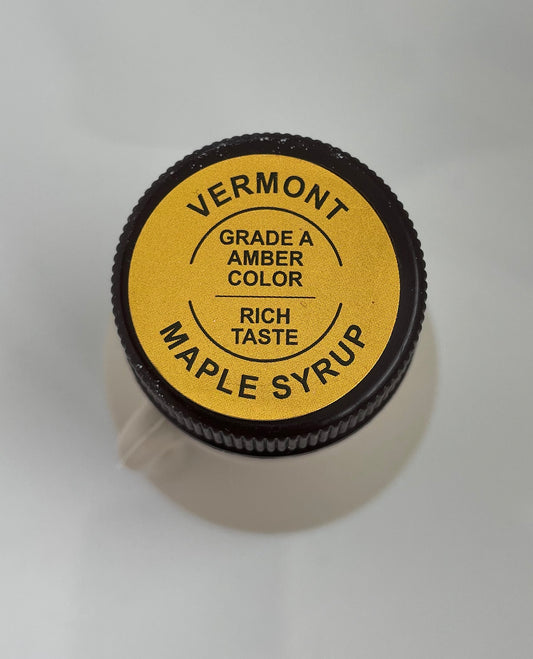 VERMONT
GRADE A
AMBER
COLOR
RICH
TASTE
MAPLE SYRUP